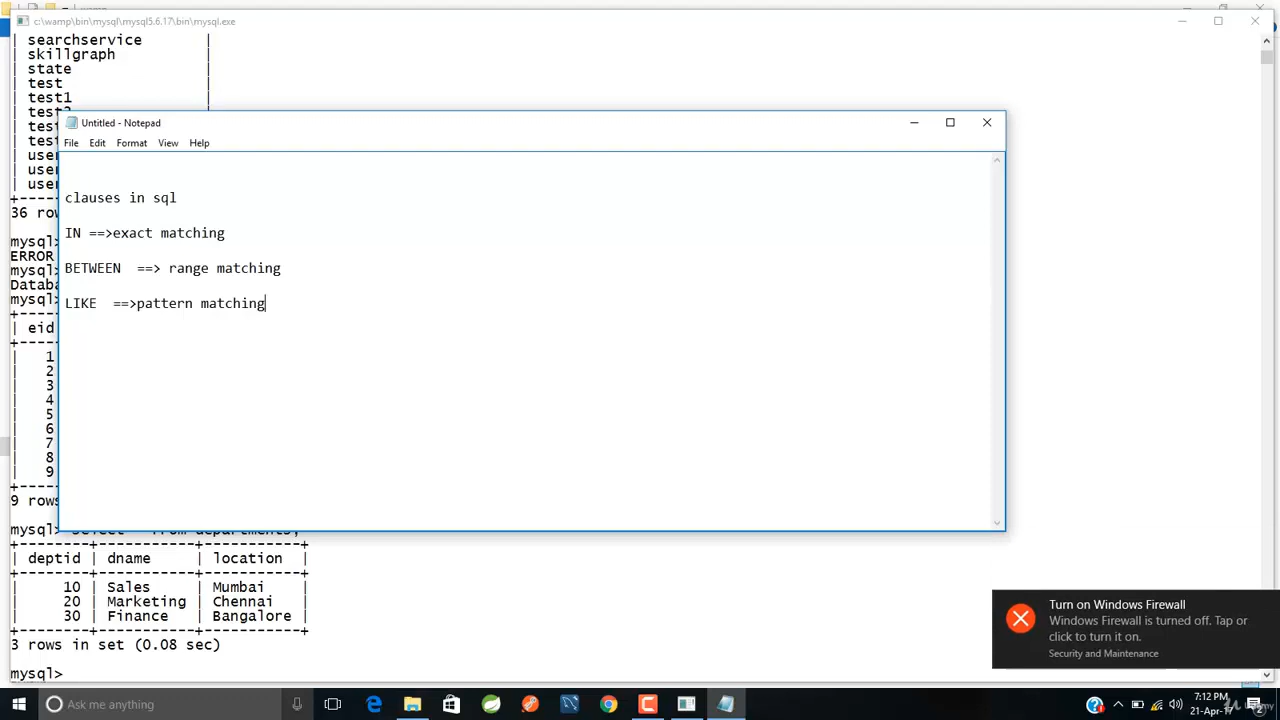 c:\wamp\bin\mysql\mysql5.6.17\bin\mysql.exe
| searchservice |
| skillgraph |
| state |
| test |
| test1 |
Untitled - Notepad
File Edit Format View Help
clauses in sql
IN ==>exact matching
BETWEEN ==> range matching
LIKE ==>pattern matching
36 row
mysql>
ERROR
mysql>
Databa
mysql>
| eid
| 1
| 2
| 3
| 4
| 5
| 6
| 7
| 8
| 9
9 rows
mysql> select from departments;
+--------+-----------+-----------+
| deptid | dname | location |
+--------+-----------+-----------+
| 10 | Sales | Mumbai |
| 20 | Marketing | Chennai |
| 30 | Finance | Bangalore |
+--------+-----------+-----------+
3 rows in set (0.08 sec)
mysql>
Turn on Windows Firewall
Windows Firewall is turned off. Tap or
click to turn it on.
Security and Maintenance
Ask me anything
7:12 PM